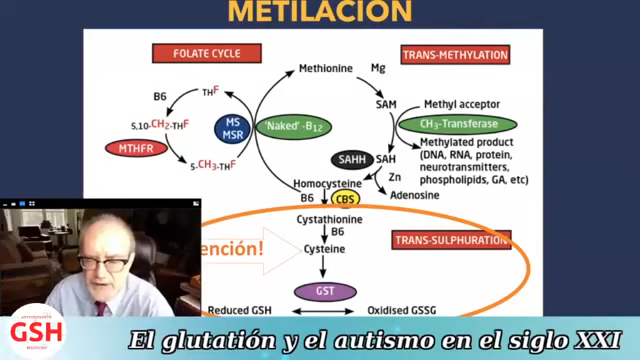 METILACIÓN
FOLATE CYCLE
TRANS-METHYLATION
Methionine
Mg
B6
THF
SAM
Methyl acceptor
5,10-CH2-THF
MS
MSR
'Naked'-B12
CH3-Transferase
MTHFR
5-CH3-THF
SAHH
SAH
Methylated product
(DNA, RNA, protein,
neurotransmitters,
phospholipids, GA, etc)
Zn
Homocysteine
Adenosine
B6
CBS
Cystathionine
B6
TRANS-SULPHURATION
ención!
Cysteine
GST
Reduced GSH
Oxidised GSSG
GSH
El glutatión y el autismo en el siglo XXI